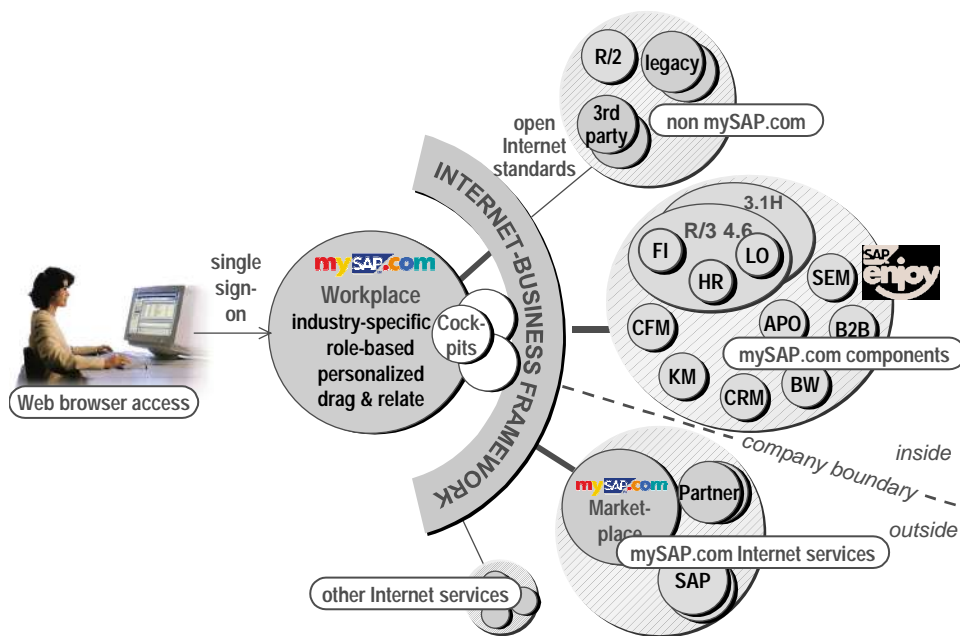 R/2
legacy
3rd
party
non mySAP.com
open
Internet
standards
INTERNET-BUSINESS FRAMEWORK
3.1H
R/3 4.6
FI
LO
HR
SEM
SAP
enjoy
CFM
APO
B2B
mySAP.com components
KM
CRM
BW
single
sign-
on
mySAP.com
Workplace
industry-specific
role-based
personalized
drag & relate
Cock-
pits
Web browser access
company boundary
inside
outside
mySAP.com
Market-
place
Partner
mySAP.com Internet services
SAP
other Internet services